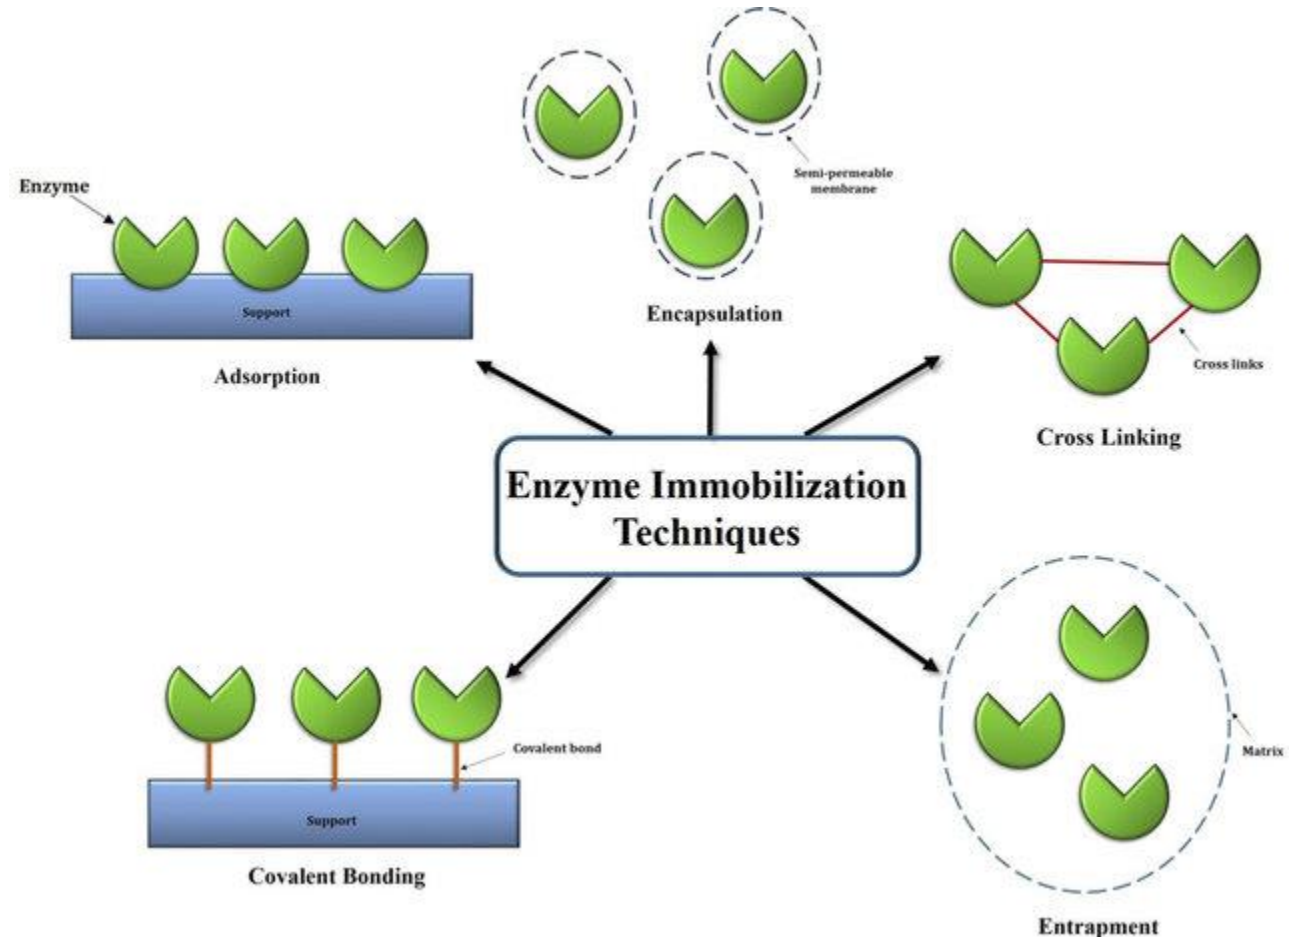 Semi-permeable
membrane
Enzyme
Support
Adsorption
Encapsulation
Cross links
Cross Linking
Enzyme Immobilization
Techniques
Covalent bond
Support
Covalent Bonding
Matrix
Entrapment